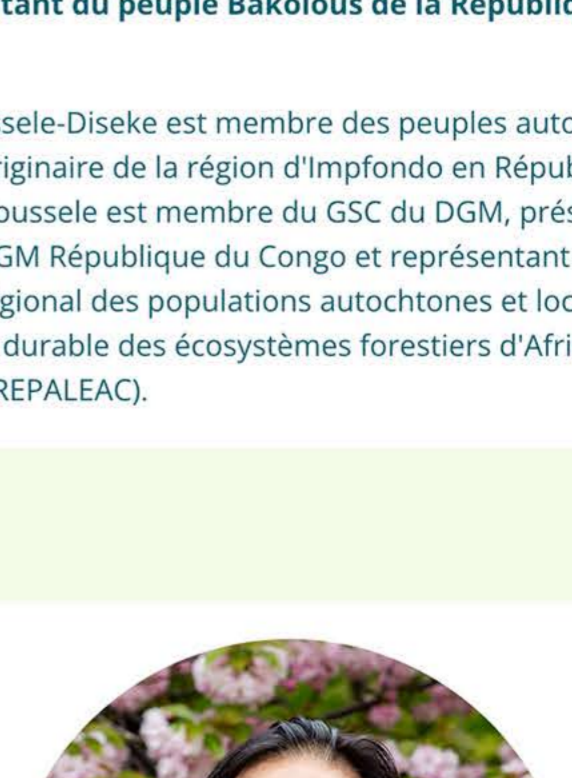 tant du peuple Bakolous de la Républic
sele-Diseke est membre des peuples auto
riginaire de la région d'Impfondo en Répub
oussele est membre du GSC du DGM, prés
GM République du Congo et représentant
gional des populations autochtones et loc
durable des écosystèmes forestiers d'Afri
REPALEAC).